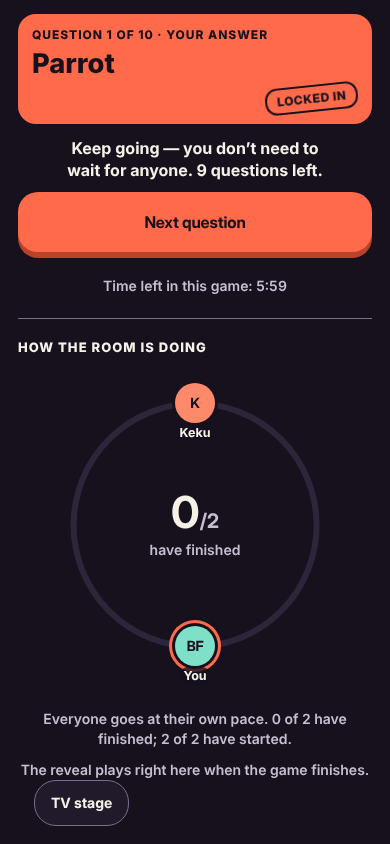 QUESTION 1 OF 10 · YOUR ANSWER
Parrot
LOCKED IN
Keep going — you don’t need to
wait for anyone. 9 questions left.
Next question
Time left in this game: 5:59
HOW THE ROOM IS DOING
K
Keku
0/2
have finished
BF
You
Everyone goes at their own pace. 0 of 2 have
finished; 2 of 2 have started.
The reveal plays right here when the game finishes.
TV stage